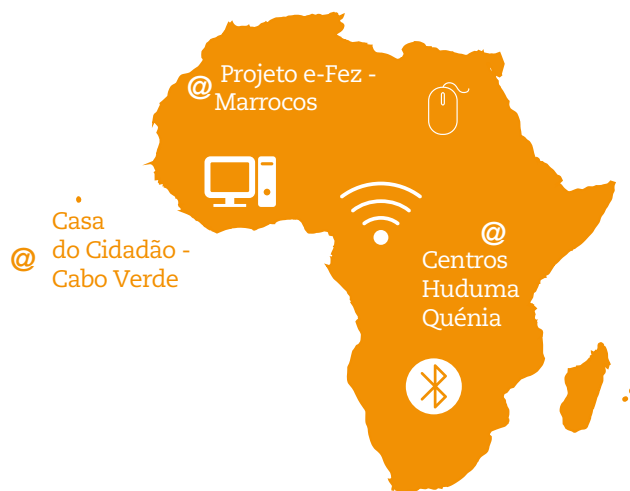 @ Projeto e-Fez -
Marrocos
Casa
@ do Cidadão -
Cabo Verde
@
Centros
Huduma
Quénia